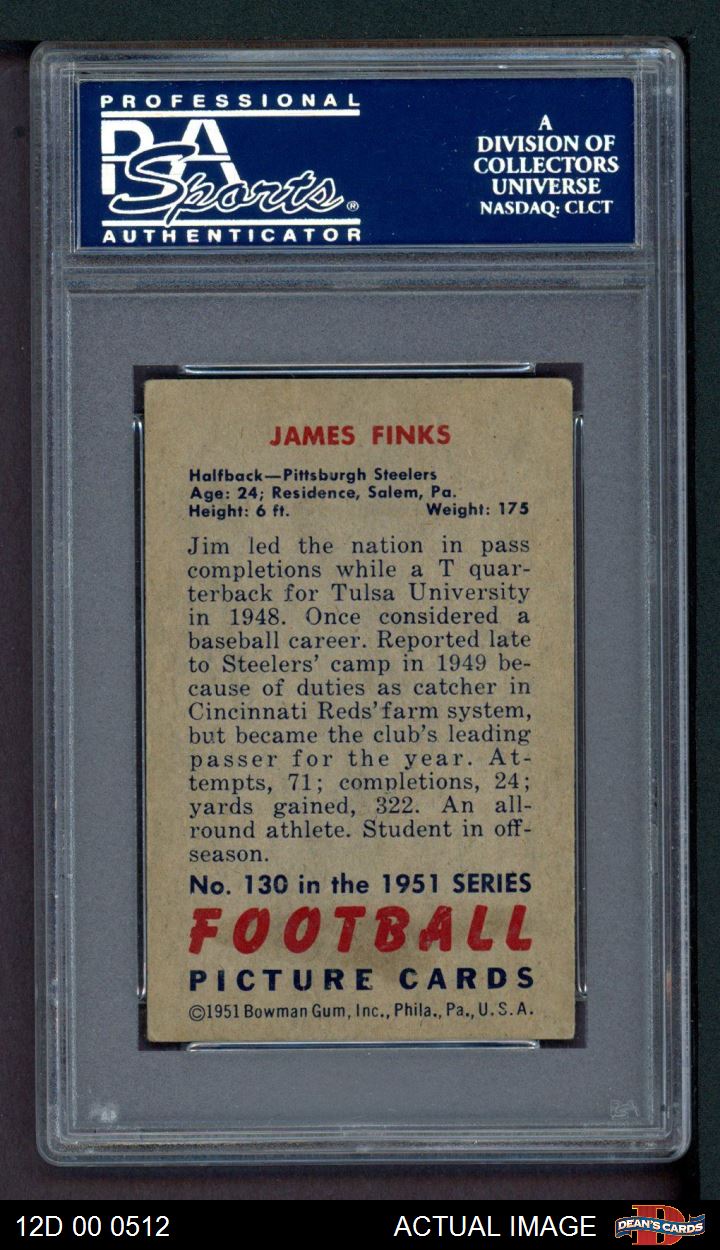 PROFESSIONAL
PSA
Sports®
AUTHENTICATOR
A
DIVISION OF
COLLECTORS
UNIVERSE
NASDAQ: CLCT
JAMES FINKS
Halfback—Pittsburgh Steelers
Age: 24; Residence, Salem, Pa.
Height: 6 ft. Weight: 175
Jim led the nation in pass
completions while a T quar-
terback for Tulsa University
in 1948. Once considered a
baseball career. Reported late
to Steelers' camp in 1949 be-
cause of duties as catcher in
Cincinnati Reds' farm system,
but became the club's leading
passer for the year. At-
tempts, 71; completions, 24;
yards gained, 322. An all-
round athlete. Student in off-
season.
No. 130 in the 1951 SERIES
FOOTBALL
PICTURE CARDS
©1951 Bowman Gum, Inc., Phila., Pa., U.S.A.
PSA
12D 00 0512 ACTUAL IMAGE D DEAN'S CARDS